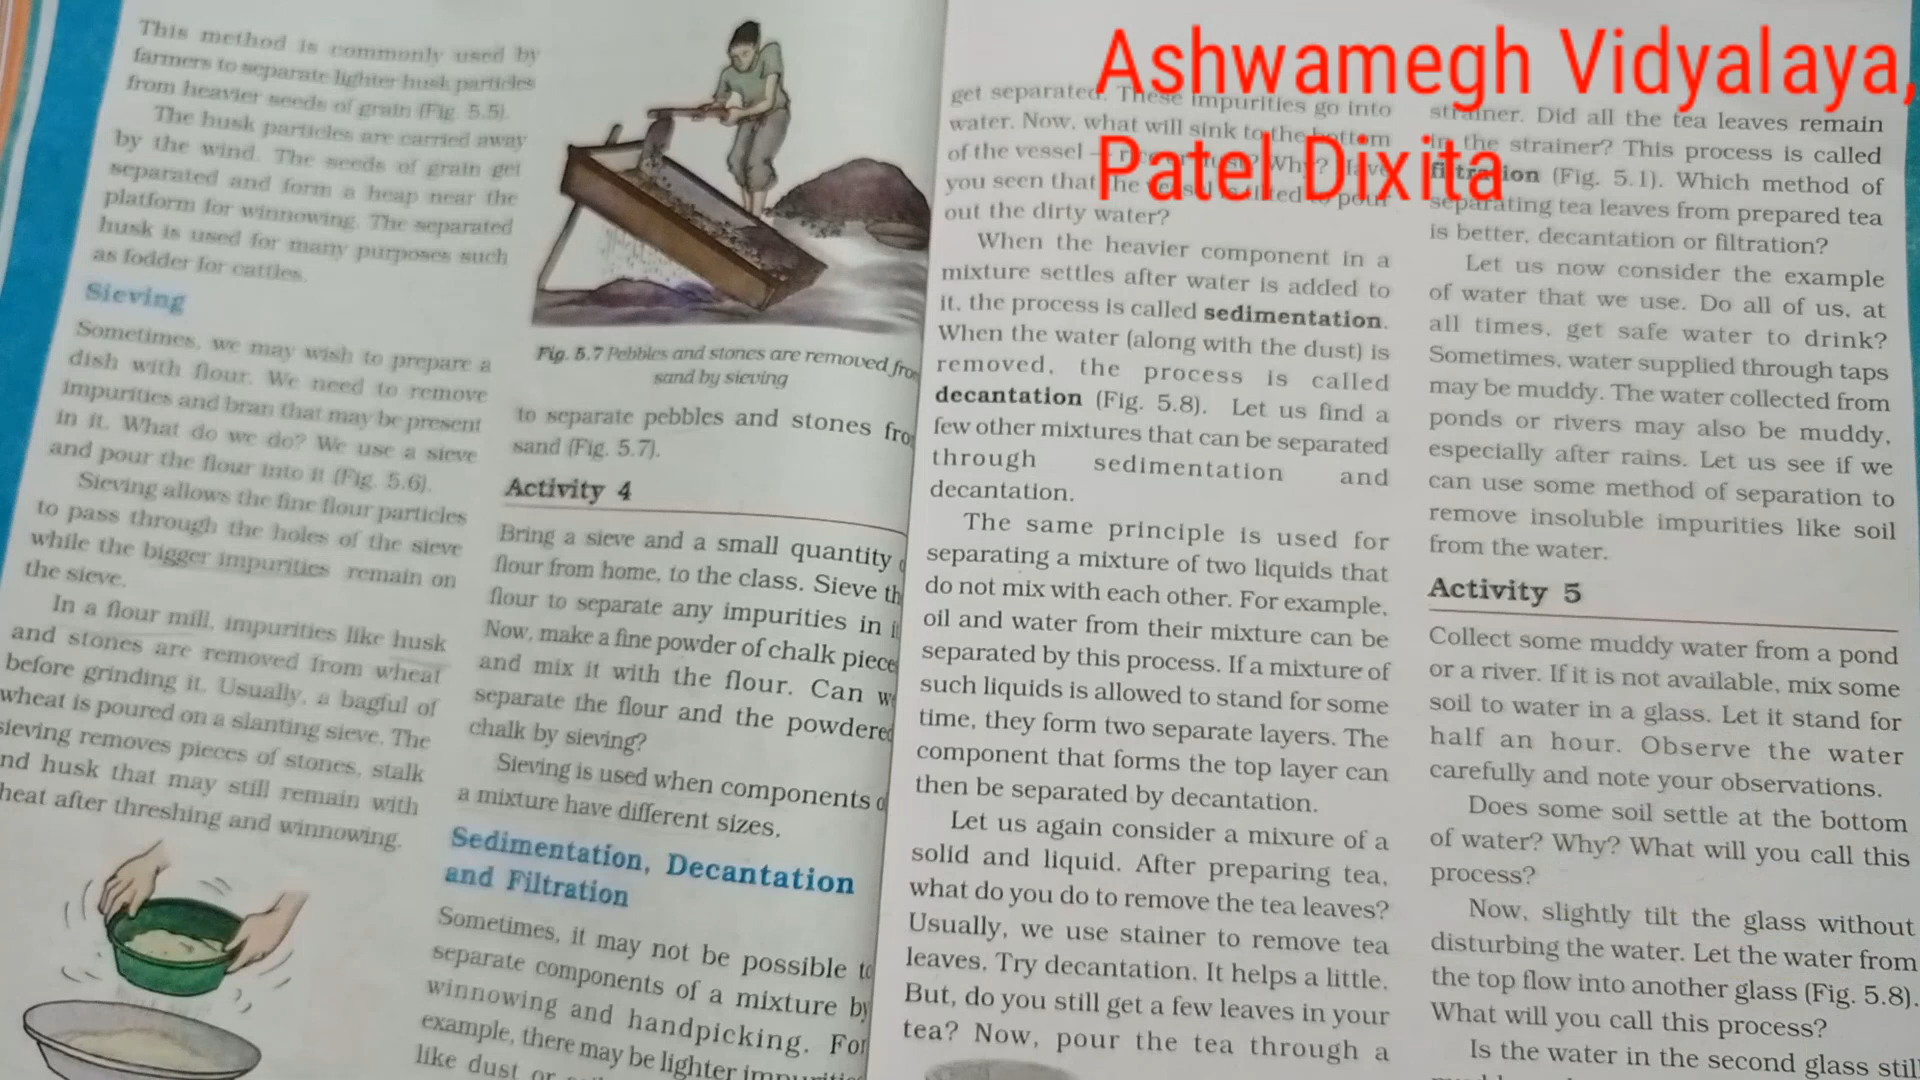 This method is commonly used by
farmers to separate lighter husk particles
from heavier seeds of grain (Fig. 5.5).
The husk particles are carried away
by the wind. The seeds of grain get
separated and form a heap near the
platform for winnowing. The separated
husk is used for many purposes such
as fodder for cattles.
Sieving
Sometimes, we may wish to prepare a
dish with flour. We need to remove
impurities and bran that may be present
in it. What do we do? We use a sieve
and pour the flour into it (Fig. 5.6).
Sieving allows the fine flour particles
to pass through the holes of the sieve
while the bigger impurities remain on
the sieve.
In a flour mill, impurities like husk
and stones are removed from wheat
before grinding it. Usually, a bagful of
wheat is poured on a slanting sieve. The
sieving removes pieces of stones, stalk
nd husk that may still remain with
heat after threshing and winnowing.
Fig. 5.7 Pebbles and stones are removed fro
sand by sieving
to separate pebbles and stones fro
sand (Fig. 5.7).
Activity 4
Bring a sieve and a small quantity
flour from home, to the class. Sieve th
flour to separate any impurities in i
Now, make a fine powder of chalk piece
and mix it with the flour. Can w
separate the flour and the powdered
chalk by sieving?
Sieving is used when components o
a mixture have different sizes.
Sedimentation, Decantation
and Filtration
Sometimes, it may not be possible to
separate components of a mixture by
winnowing and handpicking. For
example, there may be lighter
like dust or
Ashwamegh Vidyalaya,
Patel Dixita
get separated. These impurities go into
water. Now, what will sink to the bottom
of the vessel — Why? Have
you seen that the vessel is tilted to pour
out the dirty water?
When the heavier component in a
mixture settles after water is added to
it, the process is called sedimentation.
When the water (along with the dust) is
removed, the process is called
decantation (Fig. 5.8). Let us find a
few other mixtures that can be separated
through sedimentation and
decantation.
The same principle is used for
separating a mixture of two liquids that
do not mix with each other. For example,
oil and water from their mixture can be
separated by this process. If a mixture of
such liquids is allowed to stand for some
time, they form two separate layers. The
component that forms the top layer can
then be separated by decantation.
Let us again consider a mixure of a
solid and liquid. After preparing tea,
what do you do to remove the tea leaves?
Usually, we use stainer to remove tea
leaves. Try decantation. It helps a little.
But, do you still get a few leaves in your
tea? Now, pour the tea through a
strainer. Did all the tea leaves remain
in the strainer? This process is called
filtration (Fig. 5.1). Which method of
separating tea leaves from prepared tea
is better, decantation or filtration?
Let us now consider the example
of water that we use. Do all of us, at
all times, get safe water to drink?
Sometimes, water supplied through taps
may be muddy. The water collected from
ponds or rivers may also be muddy,
especially after rains. Let us see if we
can use some method of separation to
remove insoluble impurities like soil
from the water.
Activity 5
Collect some muddy water from a pond
or a river. If it is not available, mix some
soil to water in a glass. Let it stand for
half an hour. Observe the water
carefully and note your observations.
Does some soil settle at the bottom
of water? Why? What will you call this
process?
Now, slightly tilt the glass without
disturbing the water. Let the water from
the top flow into another glass (Fig. 5.8).
What will you call this process?
Is the water in the second glass still